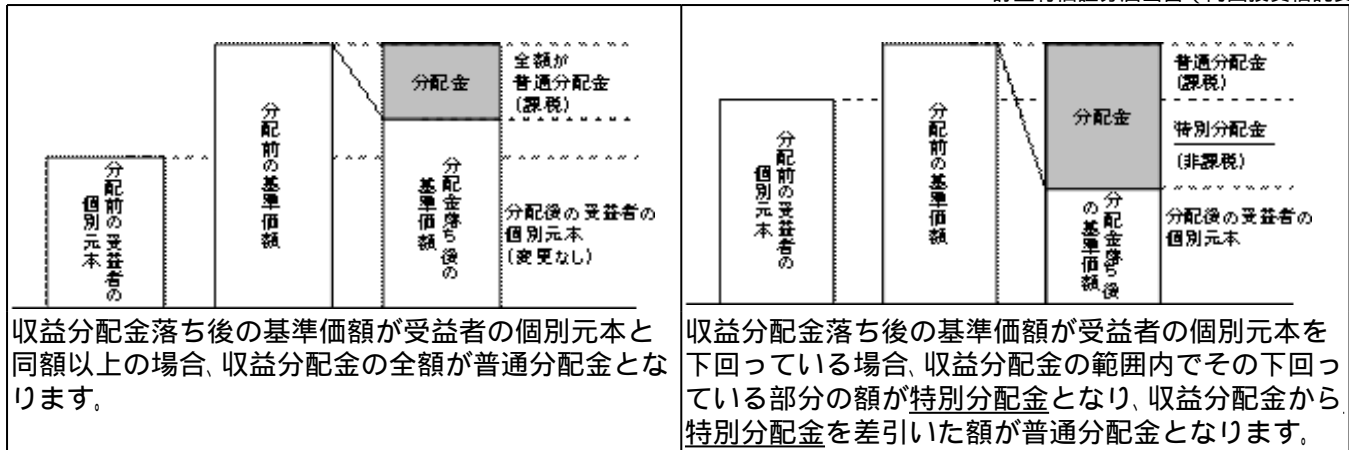 分配前の受益者の
個別元本
分配前の基準価額
分配金
分配金落ち後の
基準価額
全額が
普通分配金
(課税)
分配後の受益者の
個別元本
(変更なし)
収益分配金落ち後の基準価額が受益者の個別元本と
同額以上の場合、収益分配金の全額が普通分配金とな
ります。
分配前の受益者の
個別元本
分配前の基準価額
分配金
分配金落ち後
の基準価額
普通分配金
(課税)
特別分配金
(非課税)
分配後の受益者の
個別元本
収益分配金落ち後の基準価額が受益者の個別元本を
下回っている場合、収益分配金の範囲内でその下回っ
ている部分の額が特別分配金となり、収益分配金から
特別分配金を差引いた額が普通分配金となります。